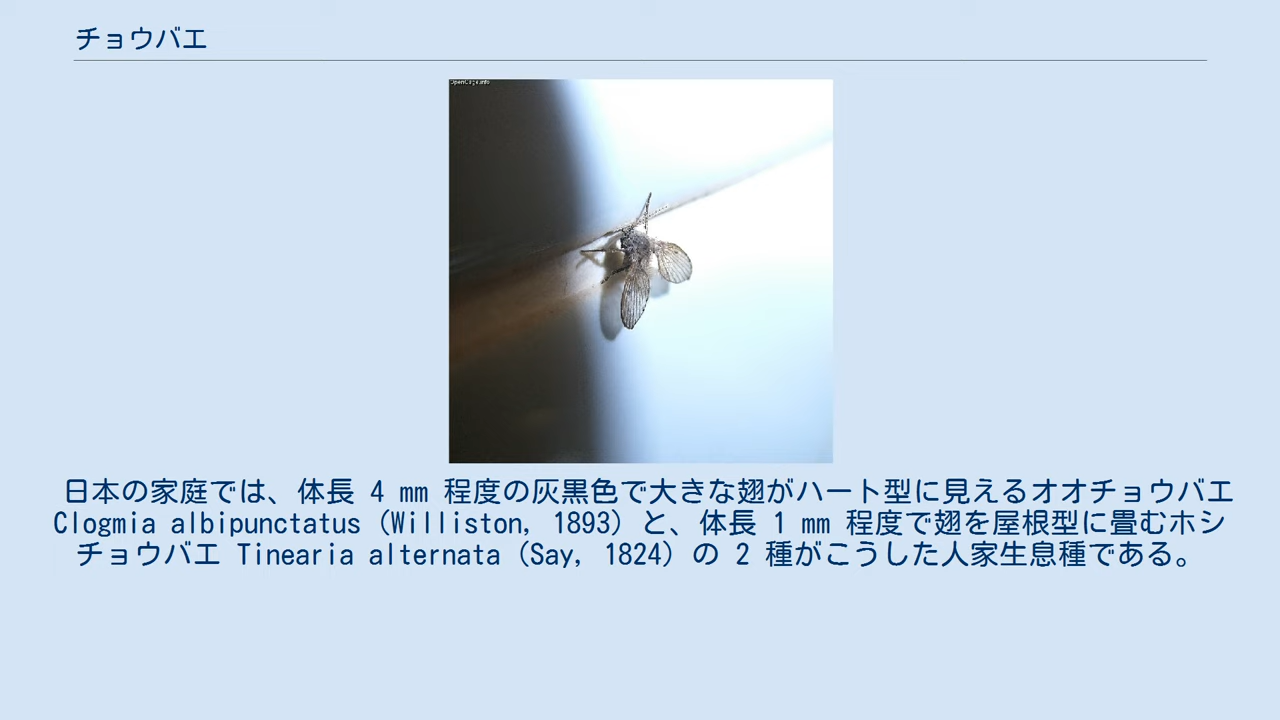 チョウバエ
OpenCage.info
日本の家庭では、体長 4 mm 程度の灰黒色で大きな翅がハート型に見えるオオチョウバエ
Clogmia albipunctatus (Williston, 1893) と、体長 1 mm 程度で翅を屋根型に畳むホシ
チョウバエ Tinearia alternata (Say, 1824) の 2 種がこうした人家生息種である。